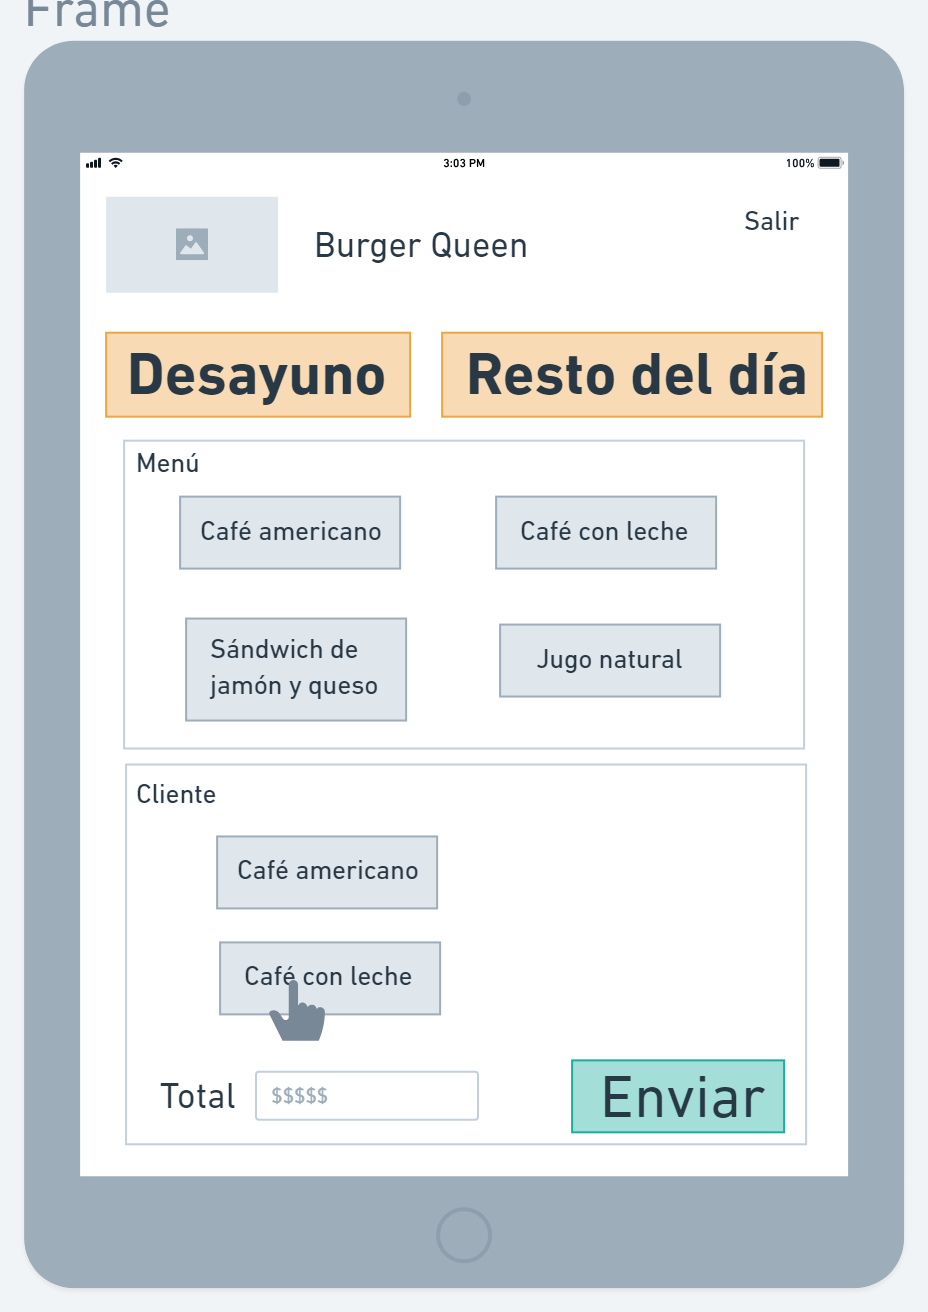 Frame
3:03 PM
100%
Burger Queen
Salir
Desayuno
Resto del día
Menú
Café americano
Café con leche
Sándwich de
jamón y queso
Jugo natural
Cliente
Café americano
Café con leche
Total
$$$$$
Enviar